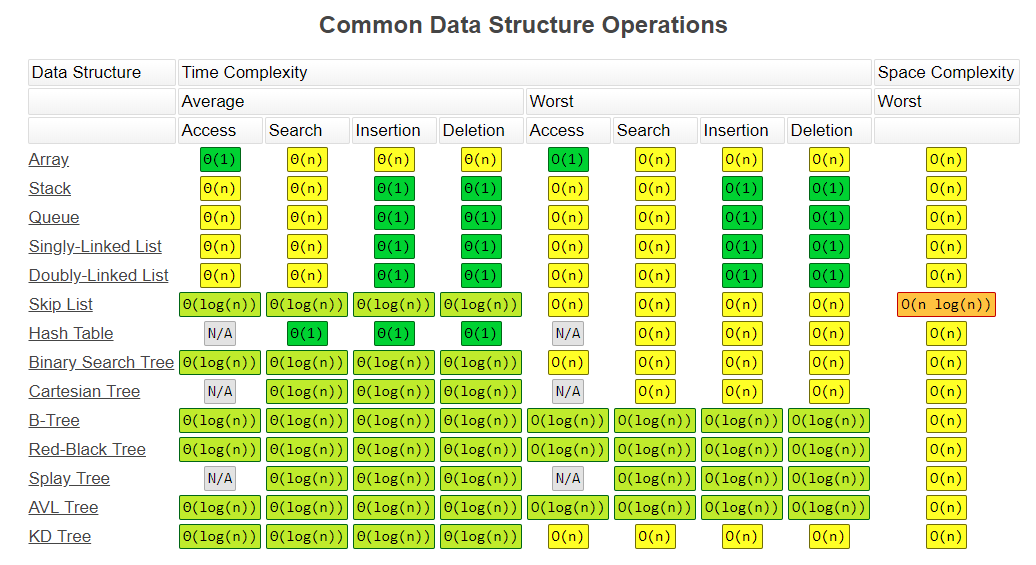 Common Data Structure Operations
Data Structure Time Complexity Space Complexity
Average Worst Worst
Access Search Insertion Deletion Access Search Insertion Deletion
Array Θ(1) Θ(n) Θ(n) Θ(n) O(1) O(n) O(n) O(n) O(n)
Stack Θ(n) Θ(n) Θ(1) Θ(1) O(n) O(n) O(1) O(1) O(n)
Queue Θ(n) Θ(n) Θ(1) Θ(1) O(n) O(n) O(1) O(1) O(n)
Singly-Linked List Θ(n) Θ(n) Θ(1) Θ(1) O(n) O(n) O(1) O(1) O(n)
Doubly-Linked List Θ(n) Θ(n) Θ(1) Θ(1) O(n) O(n) O(1) O(1) O(n)
Skip List Θ(log(n)) Θ(log(n)) Θ(log(n)) Θ(log(n)) O(n) O(n) O(n) O(n) O(n log(n))
Hash Table N/A Θ(1) Θ(1) Θ(1) N/A O(n) O(n) O(n) O(n)
Binary Search Tree Θ(log(n)) Θ(log(n)) Θ(log(n)) Θ(log(n)) O(n) O(n) O(n) O(n) O(n)
Cartesian Tree N/A Θ(log(n)) Θ(log(n)) Θ(log(n)) N/A O(n) O(n) O(n) O(n)
B-Tree Θ(log(n)) Θ(log(n)) Θ(log(n)) Θ(log(n)) O(log(n)) O(log(n)) O(log(n)) O(log(n)) O(n)
Red-Black Tree Θ(log(n)) Θ(log(n)) Θ(log(n)) Θ(log(n)) O(log(n)) O(log(n)) O(log(n)) O(log(n)) O(n)
Splay Tree N/A Θ(log(n)) Θ(log(n)) Θ(log(n)) N/A O(log(n)) O(log(n)) O(log(n)) O(n)
AVL Tree Θ(log(n)) Θ(log(n)) Θ(log(n)) Θ(log(n)) O(log(n)) O(log(n)) O(log(n)) O(log(n)) O(n)
KD Tree Θ(log(n)) Θ(log(n)) Θ(log(n)) Θ(log(n)) O(n) O(n) O(n) O(n) O(n)